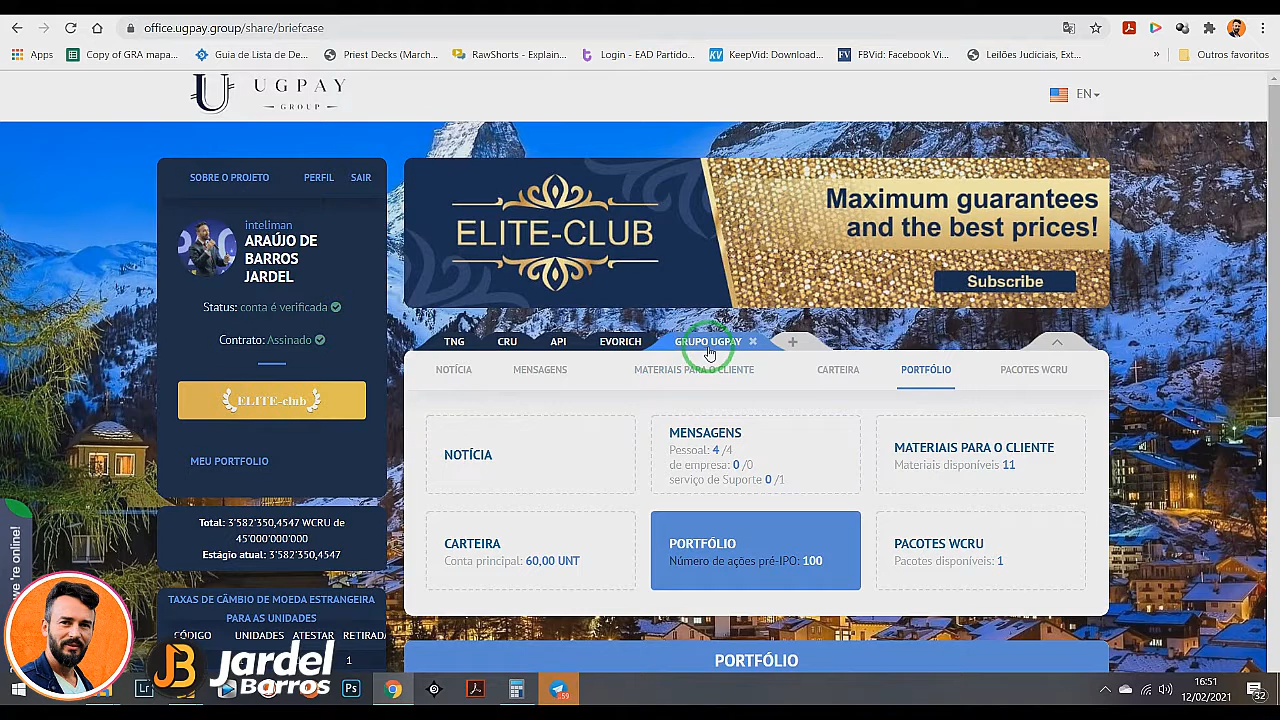 office.ugpay.group/share/briefcase
Apps
Copy of GRA mapa...
Guia de Lista de De...
Priest Decks (March...
RawShorts - Explain...
Login - EAD Partido...
KeepVid: Download...
FBVid: Facebook Vi...
Leilões Judiciais, Ext...
»
Outros favoritos
UGPAY
GROUP
EN
SOBRE O PROJETO
PERFIL
SAIR
inteliman
ARAÚJO DE
BARROS
JARDEL
Status: conta é verificada
Contrato: Assinado
ELITE-club
MEU PORTFOLIO
Total: 3'582'350,4547 WCRU de
45'000'000'000
Estágio atual: 3'582'350,4547
TAXAS DE CÂMBIO DE MOEDA ESTRANGEIRA
PARA AS UNIDADES
CÓDIGO UNIDADES ATESTAR RETIRADA
1
ELITE-CLUB
Maximum guarantees
and the best prices!
Subscribe
TNG
CRU
API
EVORICH
GRUPO UGPAY
NOTÍCIA
MENSAGENS
MATERIAIS PARA O CLIENTE
CARTEIRA
PORTFÓLIO
PACOTES WCRU
NOTÍCIA
MENSAGENS
Pessoal: 4 /4
de empresa: 0 /0
serviço de Suporte 0 /1
MATERIAIS PARA O CLIENTE
Materiais disponíveis 11
CARTEIRA
Conta principal: 60,00 UNT
PORTFÓLIO
Número de ações pré-IPO: 100
PACOTES WCRU
Pacotes disponíveis: 1
PORTFÓLIO
we're online!
JB Jardel
Barros
Lr
Ps
59
16:51
12/02/2021
32